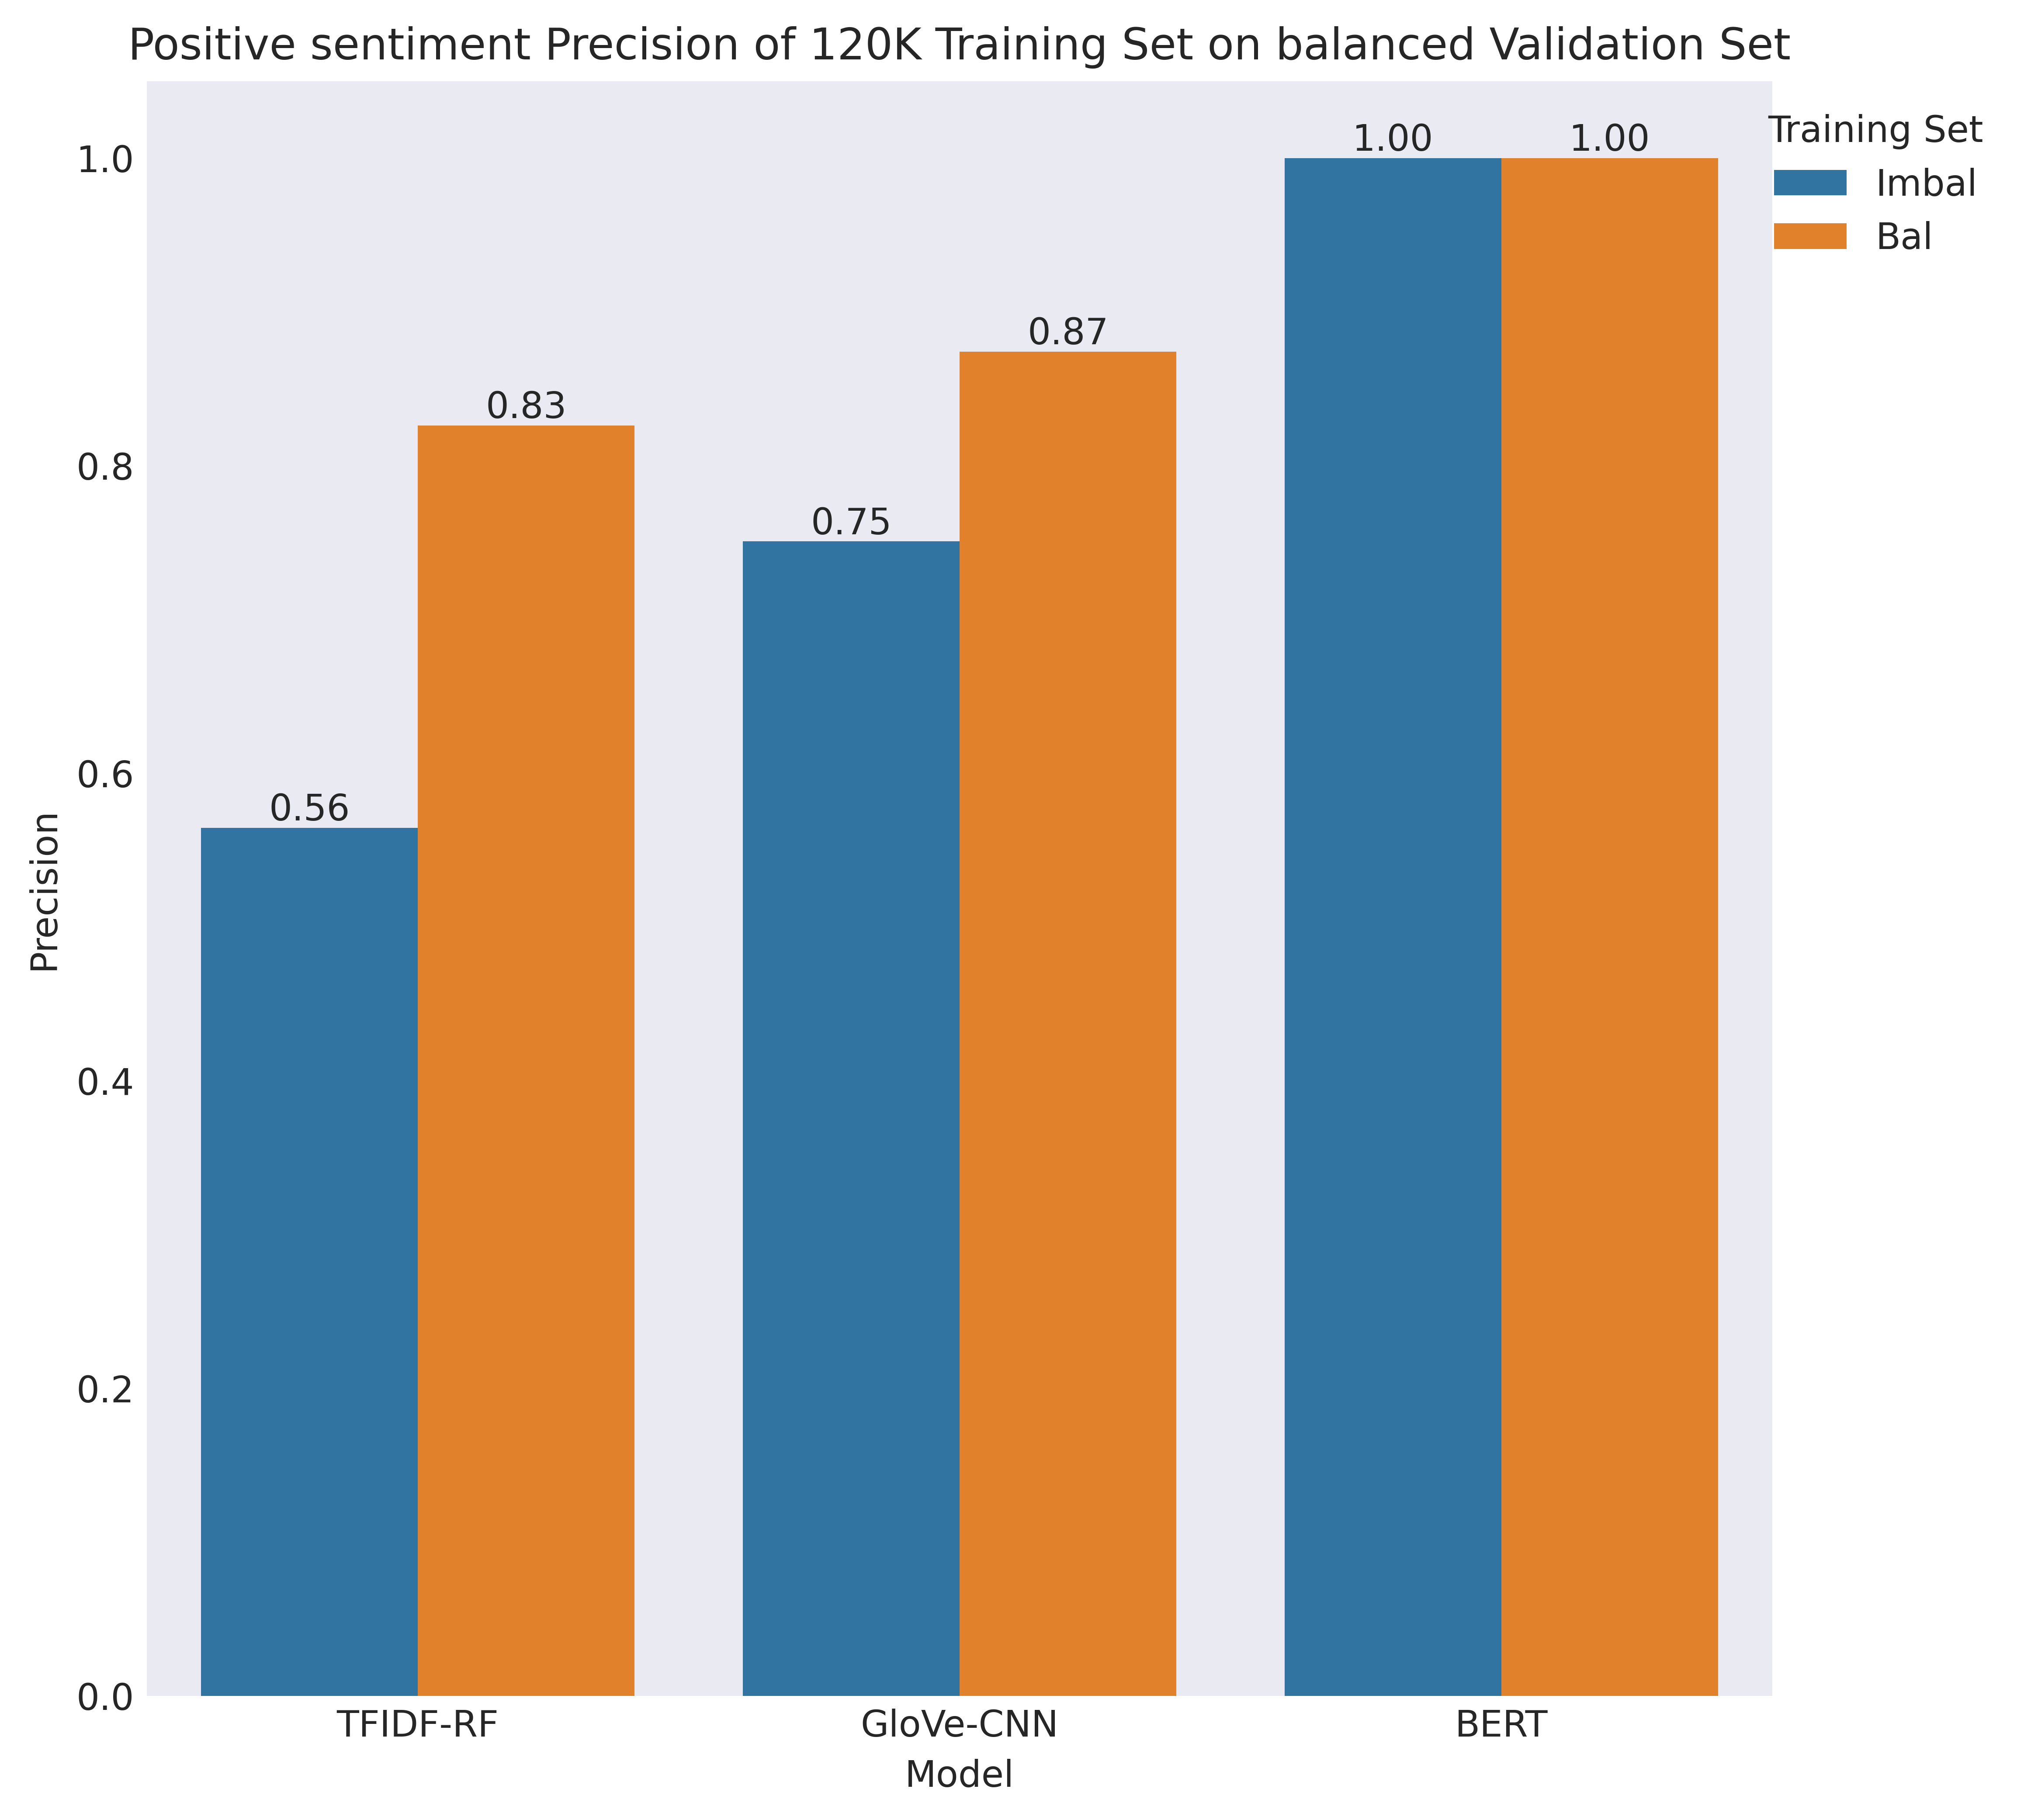 Positive sentiment Precision of 120K Training Set on balanced Validation Set
Training Set
Imbal
Bal
1.00
1.00
0.87
0.83
0.75
0.56
1.0
0.8
0.6
0.4
0.2
0.0
Precision
TFIDF-RF
GloVe-CNN
BERT
Model